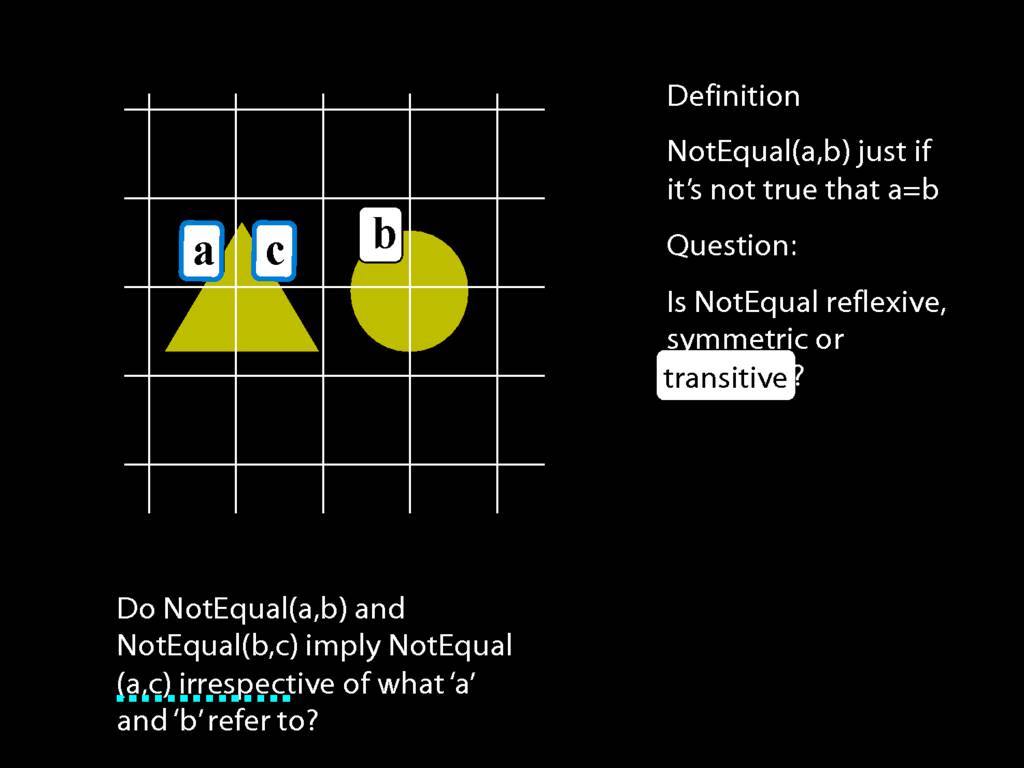 Definition
NotEqual(a,b) just if
it's not true that a=b
Question:
Is NotEqual reflexive,
symmetric or
transitive?
a c b
Do NotEqual(a,b) and
NotEqual(b,c) imply NotEqual
(a,c) irrespective of what ‘a’
and ‘b’ refer to?